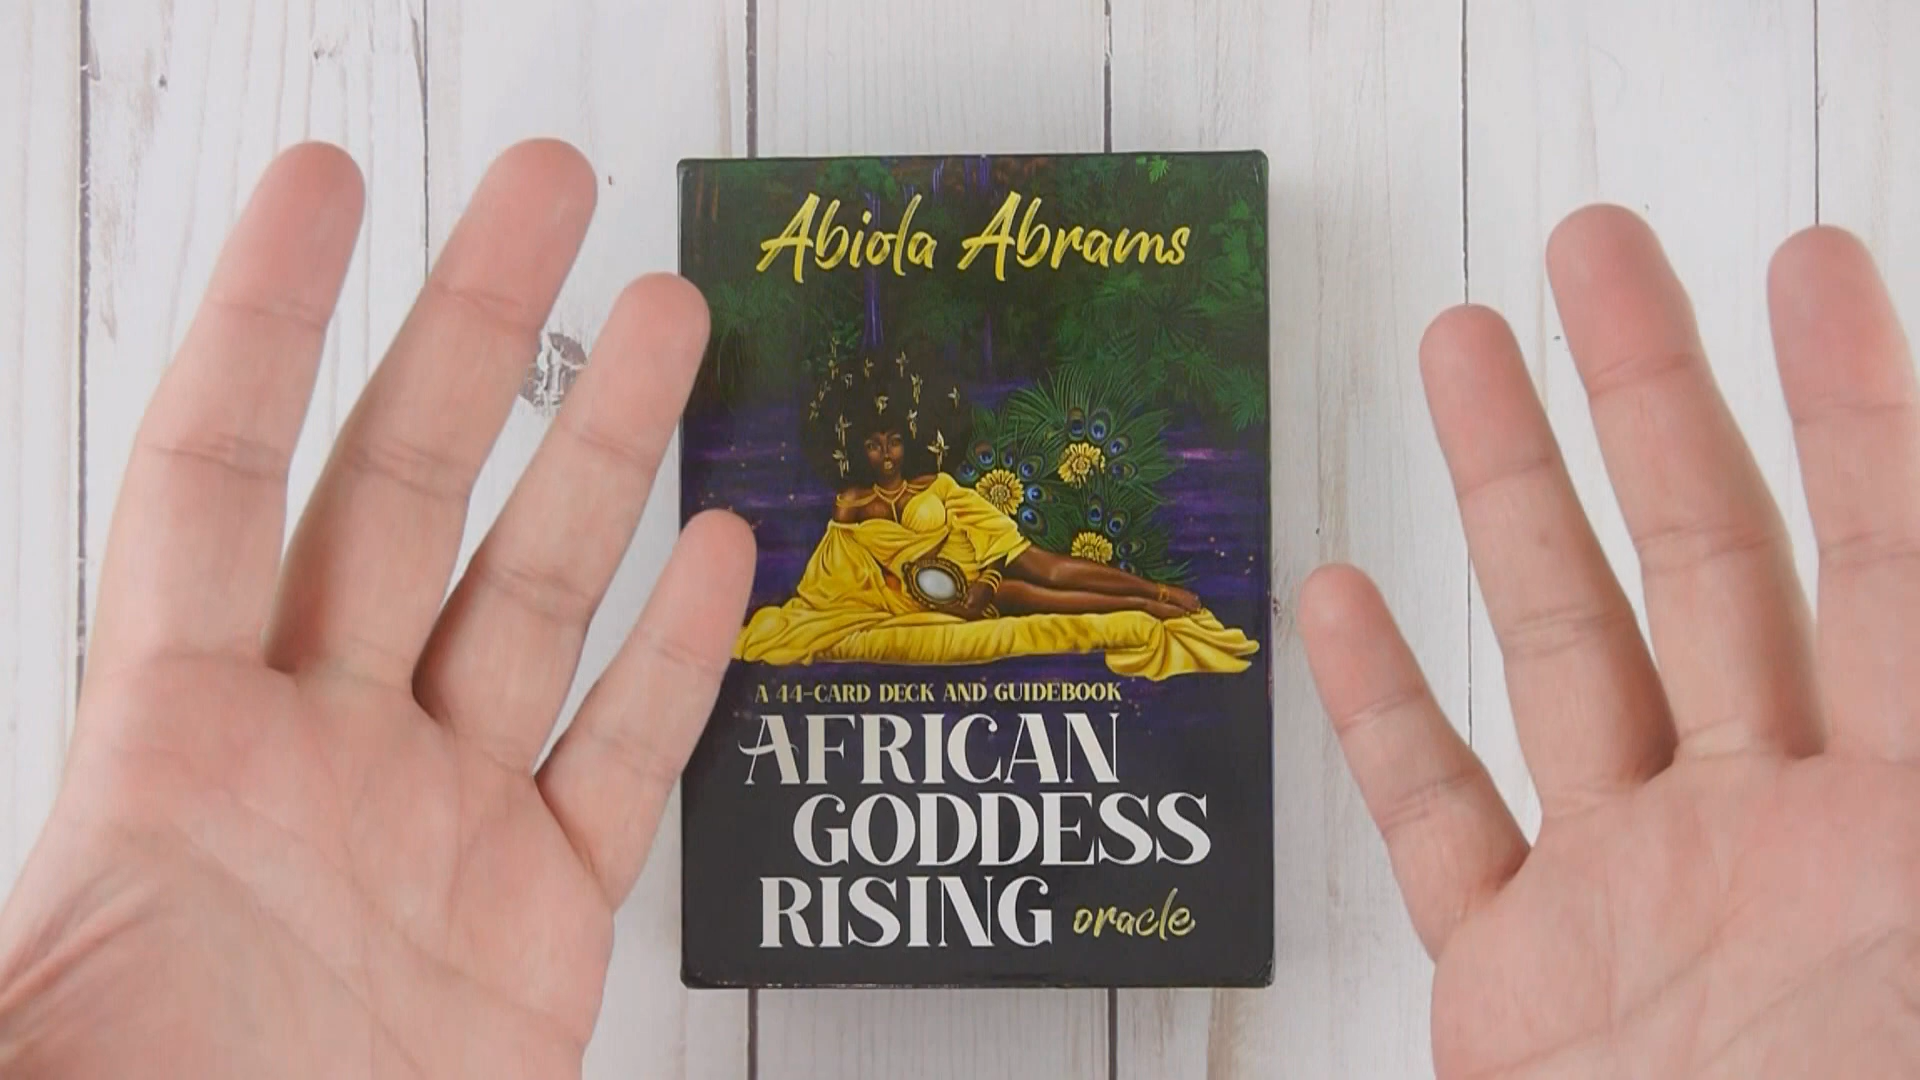 Abiola Abrams
A 44-CARD DECK AND GUIDEBOOK
AFRICAN
GODDESS
RISING oracle